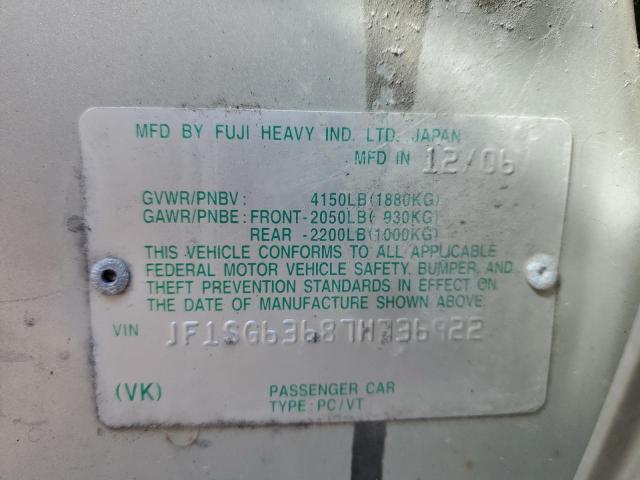 MFD BY FUJI HEAVY IND. LTD. JAPAN
MFD IN 12/06
GVWR/PNBV: 4150LB(1880KG)
GAWR/PNBE: FRONT-2050LB( 930KG)
REAR -2200LB(1000KG)
THIS VEHICLE CONFORMS TO ALL APPLICABLE
FEDERAL MOTOR VEHICLE SAFETY, BUMPER, AND
THEFT PREVENTION STANDARDS IN EFFECT ON
THE DATE OF MANUFACTURE SHOWN ABOVE.
VIN JF1SG63687H736922
(VK) PASSENGER CAR
TYPE: PC/VT